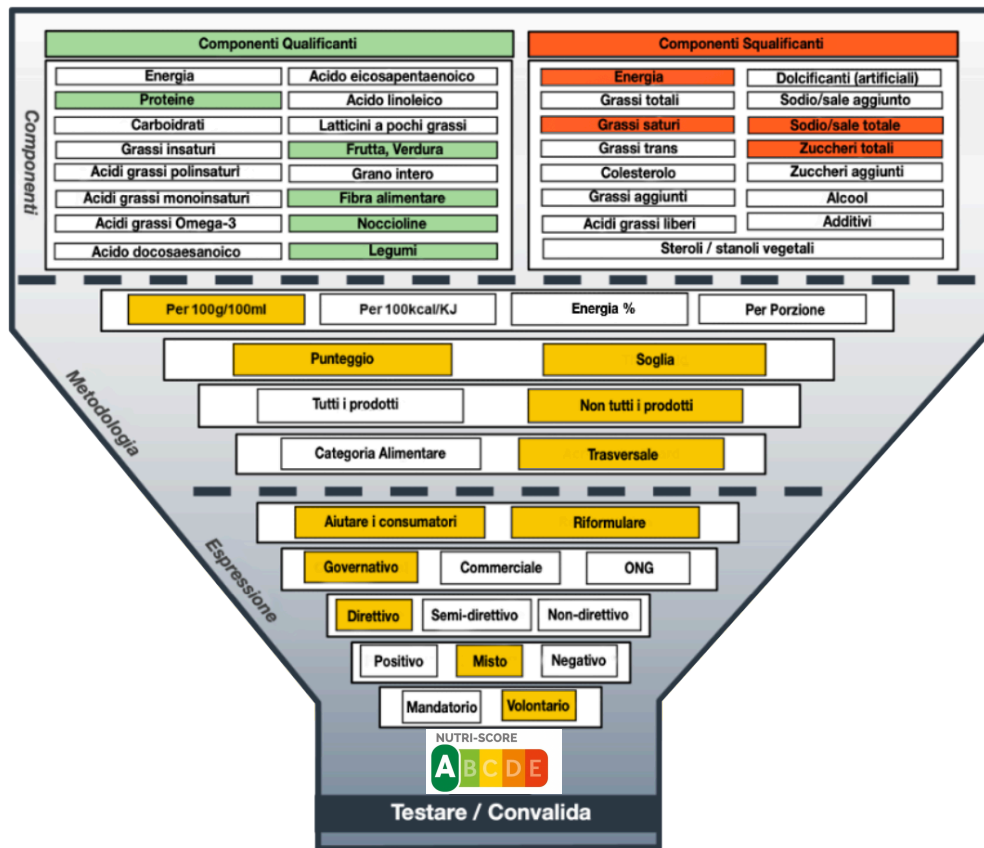 Componenti Qualificanti
Componenti Squalificanti
Componenti
Energia
Acido eicosapentaenoico
Proteine
Acido linoleico
Carboidrati
Latticini a pochi grassi
Grassi insaturi
Frutta, Verdura
Acidi grassi polinsaturi
Grano intero
Acidi grassi monoinsaturi
Fibra alimentare
Acidi grassi Omega-3
Noccioline
Acido docosaesanoico
Legumi
Energia
Dolcificanti (artificiali)
Grassi totali
Sodio/sale aggiunto
Grassi saturi
Sodio/sale totale
Grassi trans
Zuccheri totali
Colesterolo
Zuccheri aggiunti
Grassi aggiunti
Alcool
Acidi grassi liberi
Additivi
Steroli / stanoli vegetali
Metodologia
Per 100g/100ml
Per 100kcal/KJ
Energia %
Per Porzione
Punteggio
Soglia
Tutti i prodotti
Non tutti i prodotti
Categoria Alimentare
Trasversale
Espressione
Aiutare i consumatori
Riformulare
Governativo
Commerciale
ONG
Direttivo
Semi-direttivo
Non-direttivo
Positivo
Misto
Negativo
Mandatorio
Volontario
NUTRI-SCORE
A B C D E
Testare / Convalida